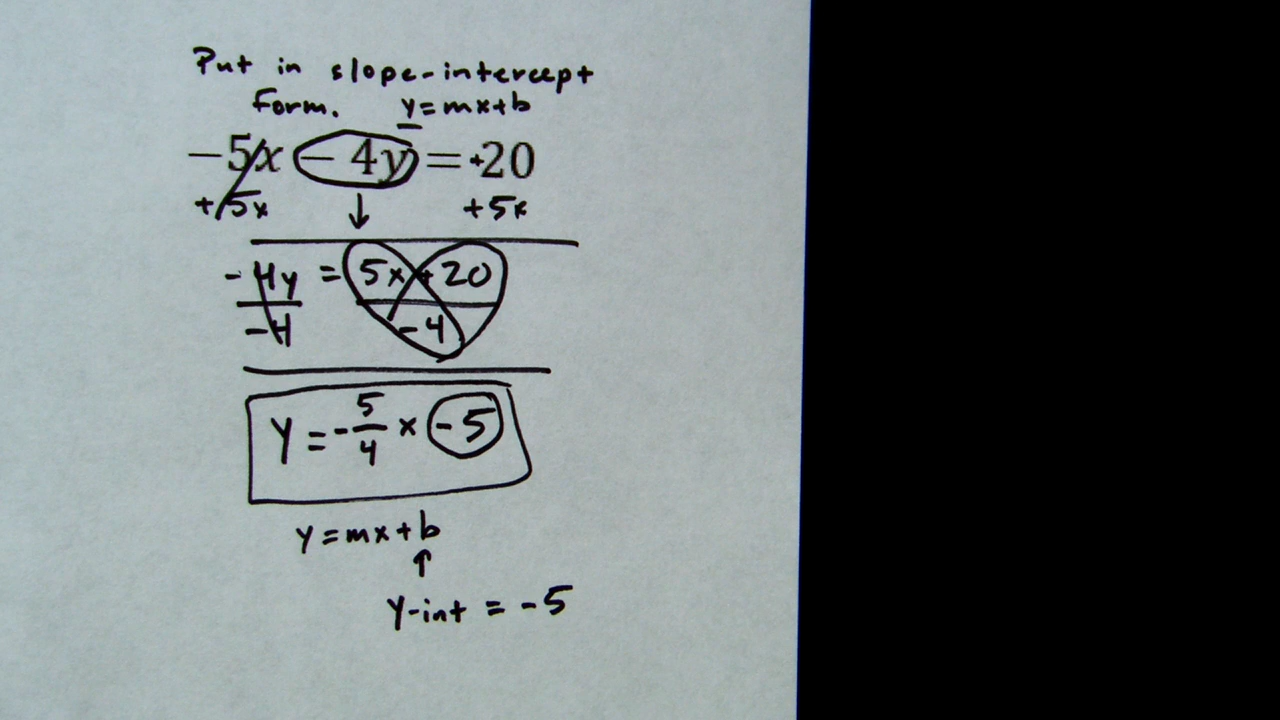 Put in slope-intercept
Form. y=mx+b
-5x - 4y = +20
+5x ↓ +5x
-4y = 5x + 20
-4 -4
y = -5/4 x - 5
y = mx + b
↑
y-int = -5